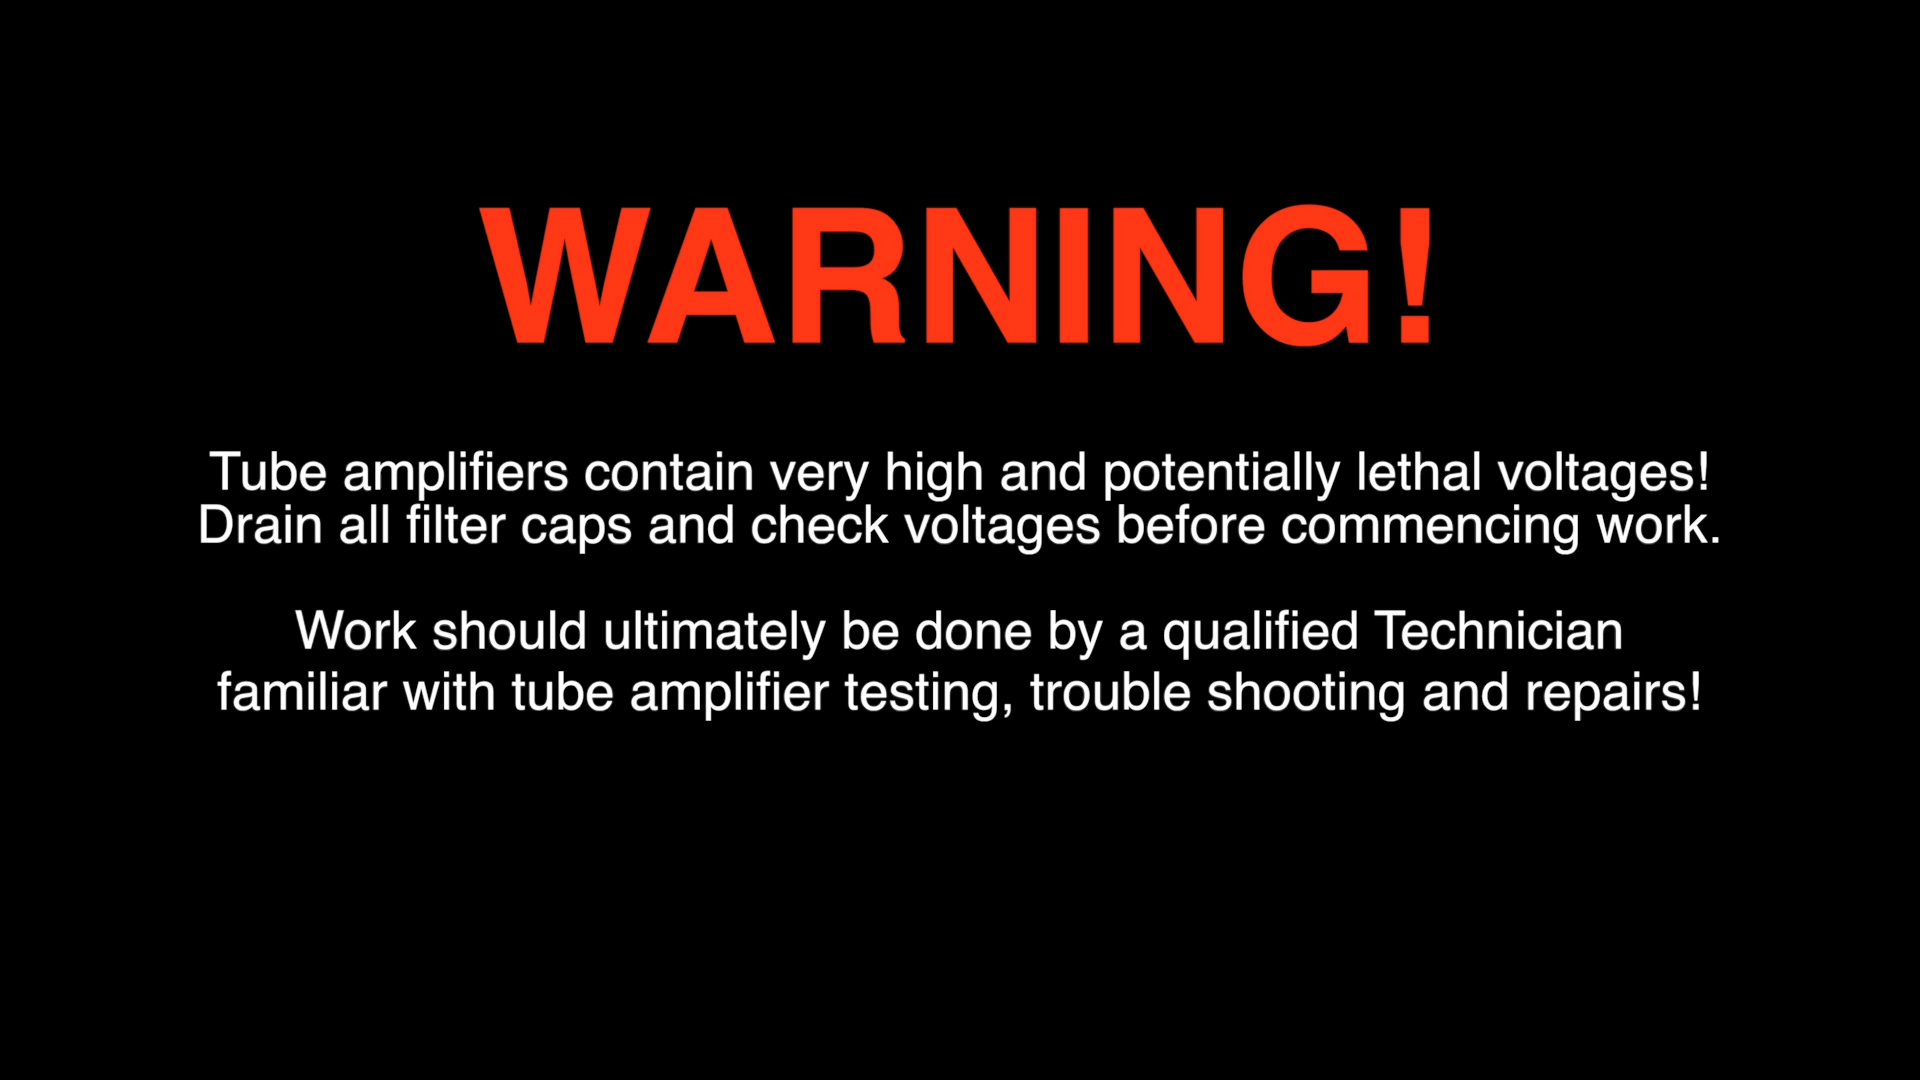 WARNING!
Tube amplifiers contain very high and potentially lethal voltages!
Drain all filter caps and check voltages before commencing work.
Work should ultimately be done by a qualified Technician
familiar with tube amplifier testing, trouble shooting and repairs!